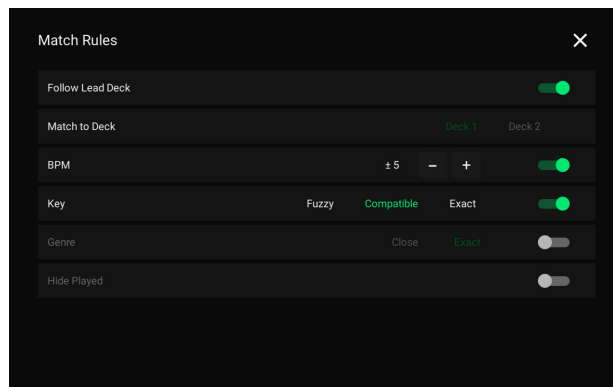 Match Rules
Follow Lead Deck
Match to Deck Deck 1 Deck 2
BPM ± 5 − +
Key Fuzzy Compatible Exact
Genre Close Exact
Hide Played